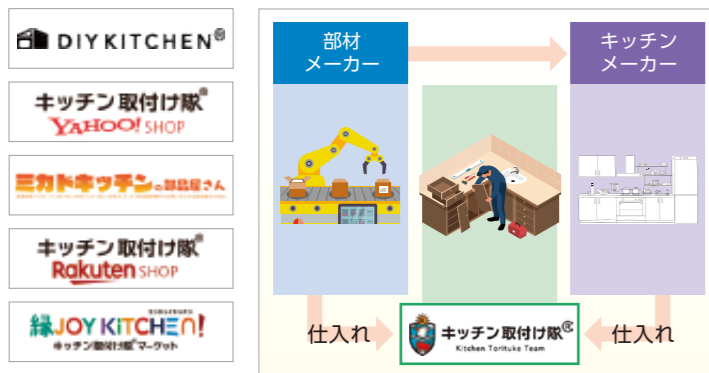 DIYKITCHEN®
キッチン取付け隊®
YAHOO! SHOP
ミカドキッチンの部品屋さん
キッチン取付け隊®
Rakuten SHOP
縁JOY KiTCHEN!
キッチン取付け隊®マーケット
部材
メーカー
キッチン
メーカー
仕入れ
キッチン取付け隊®
Kitchen Torituke Team
仕入れ